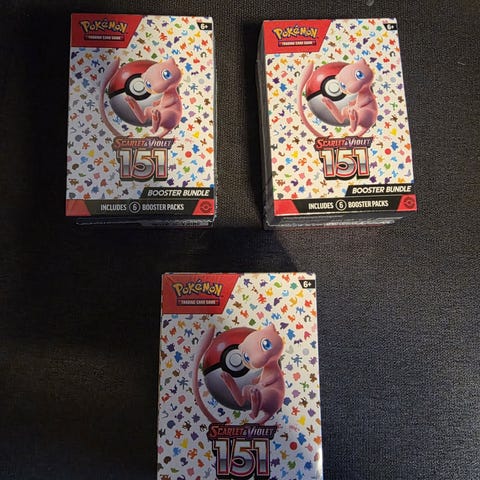 Pokémon
TRADING CARD GAME
6+
SCARLET & VIOLET
151
BOOSTER BUNDLE
INCLUDES 6 BOOSTER PACKS
Pokémon
TRADING CARD GAME
6+
SCARLET & VIOLET
151
BOOSTER BUNDLE
INCLUDES 6 BOOSTER PACKS
Pokémon
TRADING CARD GAME
6+
SCARLET & VIOLET
151